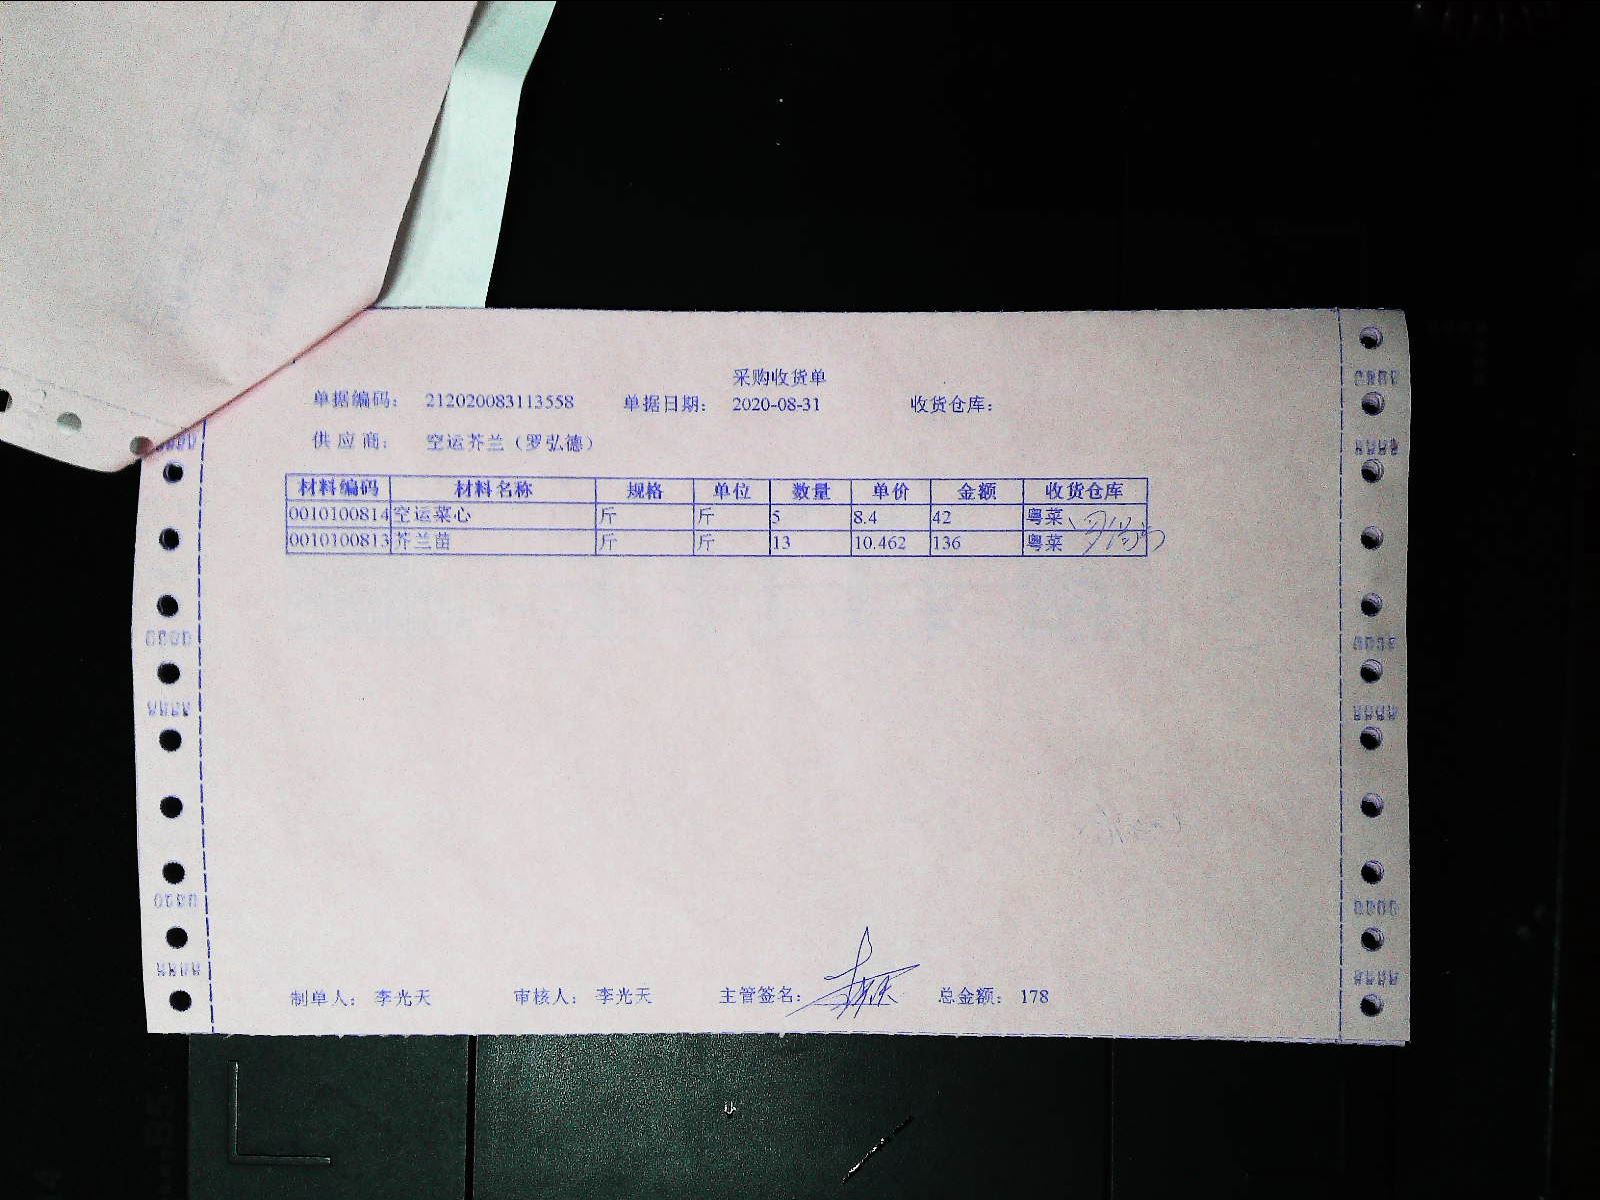 采购收货单
单据编码： 212020083113558 单据日期： 2020-08-31 收货仓库：
供应商： 空运芥兰（罗弘德）
材料编码 材料名称 规格 单位 数量 单价 金额 收货仓库
0010100814 空运菜心 斤 斤 5 8.4 42 粤菜
0010100813 芥兰苗 斤 斤 13 10.462 136 粤菜
制单人： 李光天 审核人： 李光天 主管签名： 总金额： 178